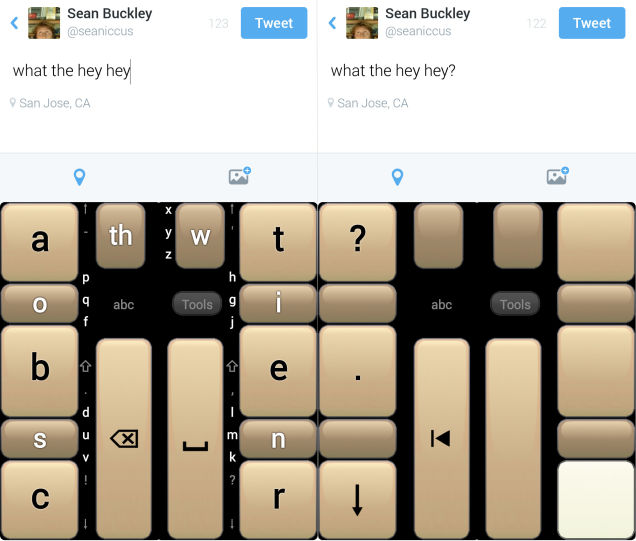 Sean Buckley
@seaniccus
123
Tweet
what the hey hey
San Jose, CA
a
-
th
x
y
z
w
'
t
p
q
f
h
g
j
o
abc
Tools
i
b
.
,
e
d
u
v
l
m
k
s
n
c
!
?
r
Sean Buckley
@seaniccus
122
Tweet
what the hey hey?
San Jose, CA
?
abc
Tools
.